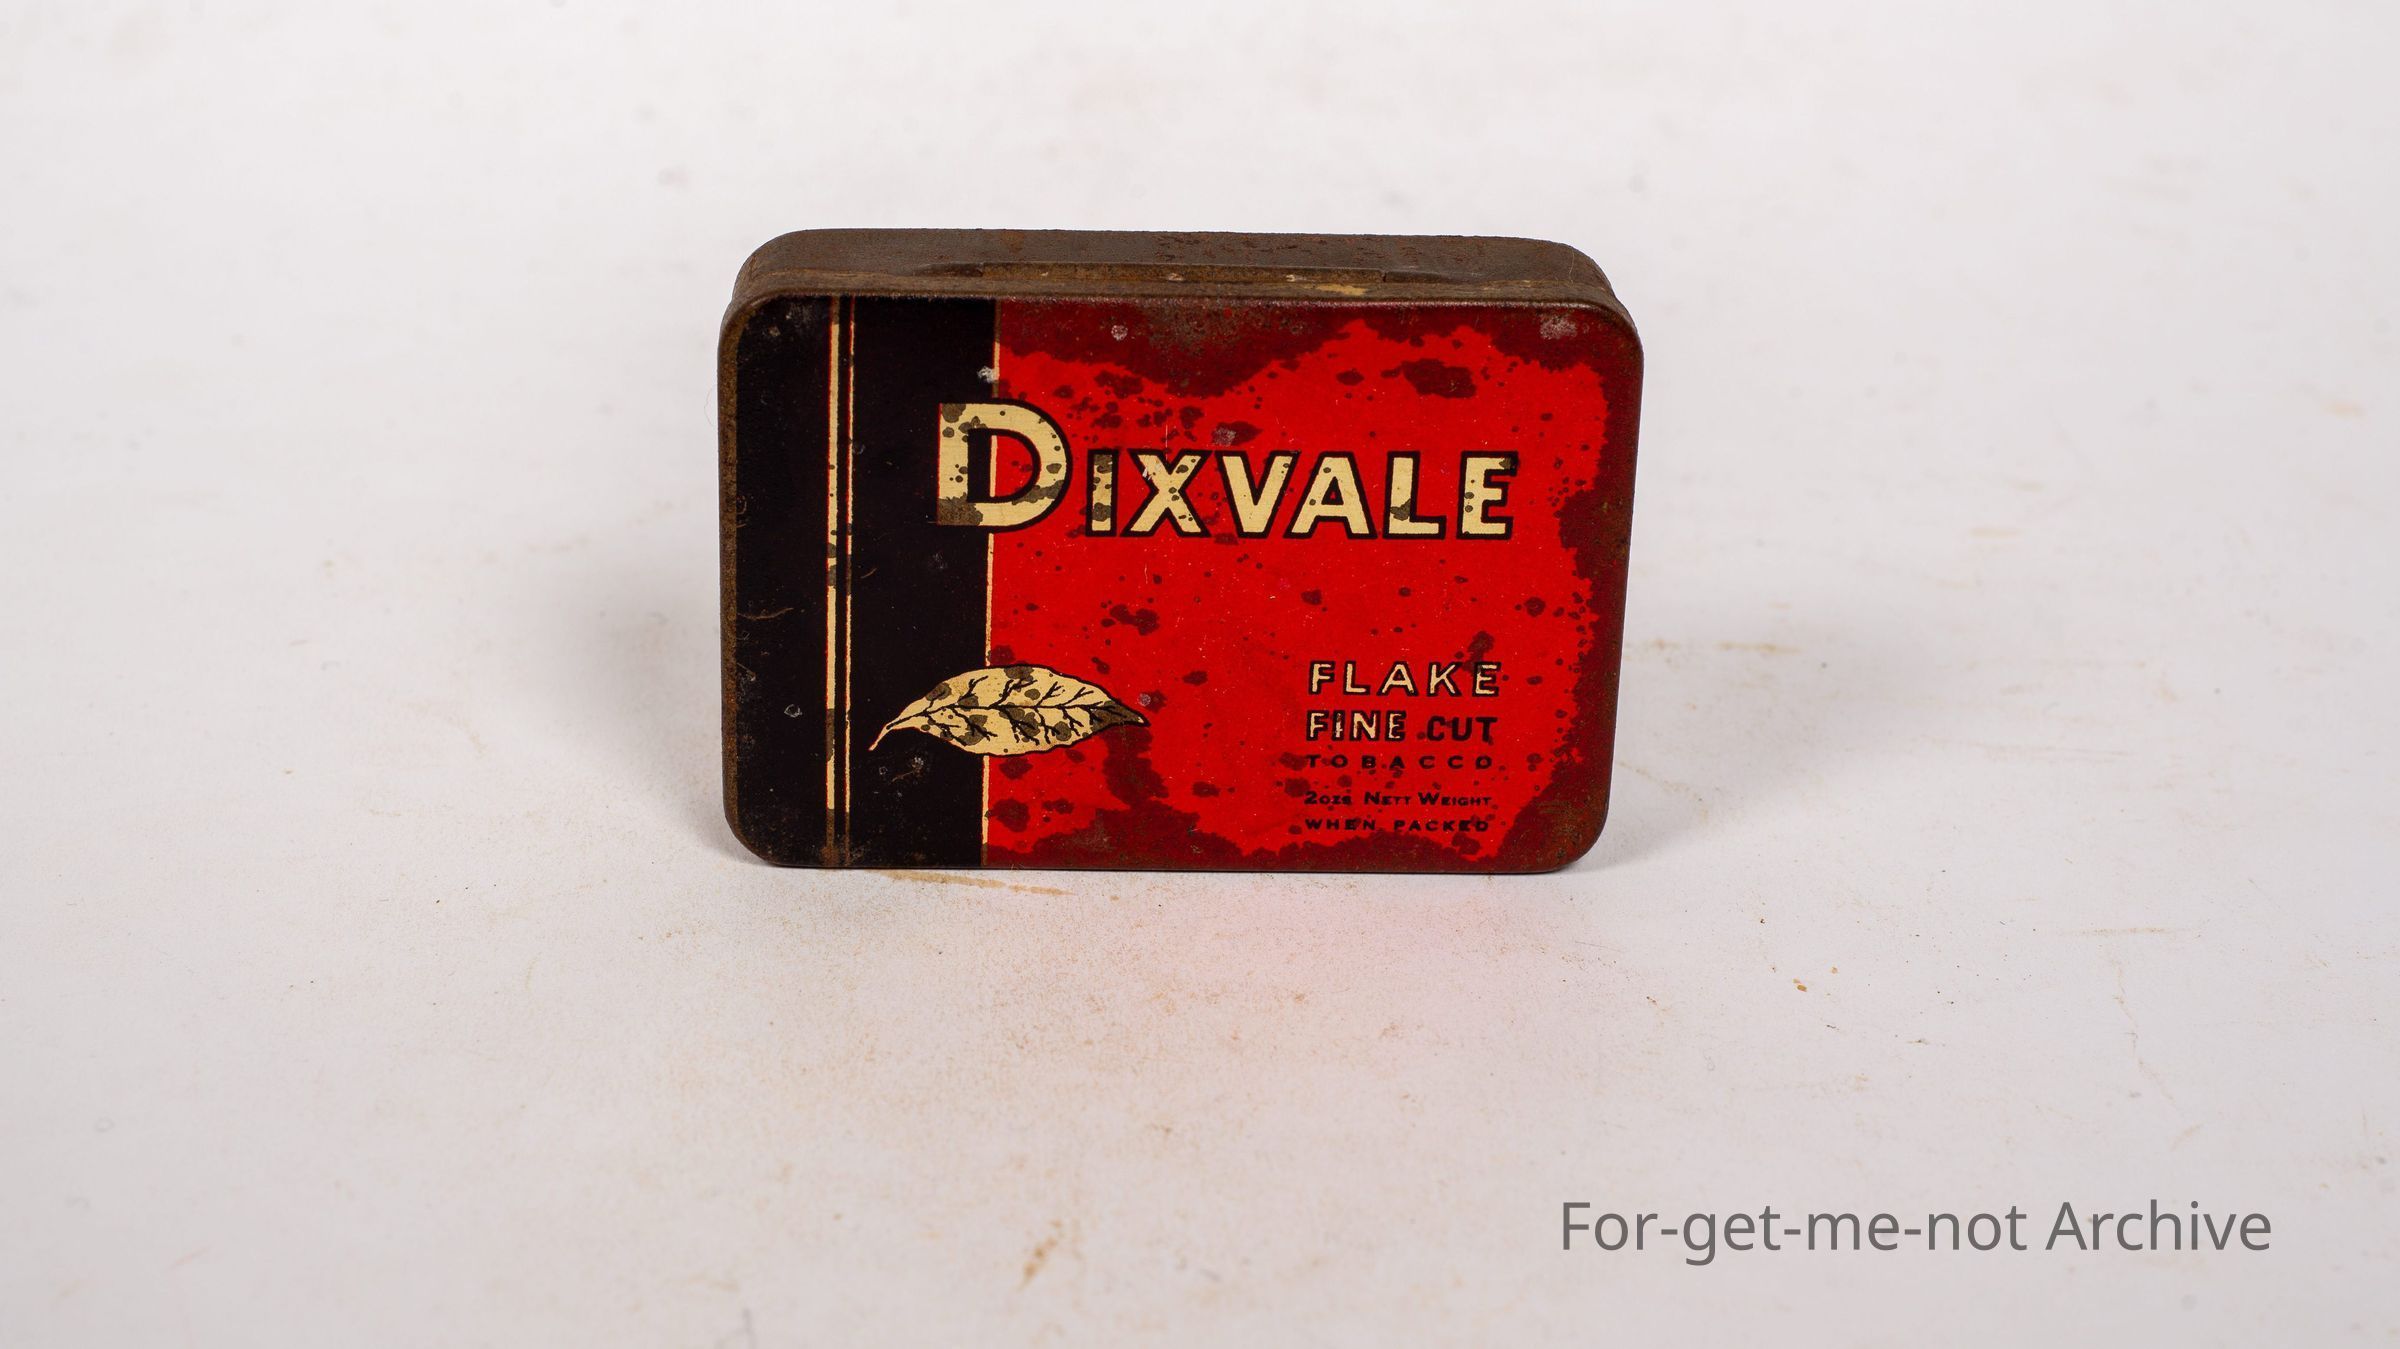 DIXVALE
FLAKE
FINE CUT
TOBACCO
2OZS NETT WEIGHT
WHEN PACKED
For-get-me-not Archive